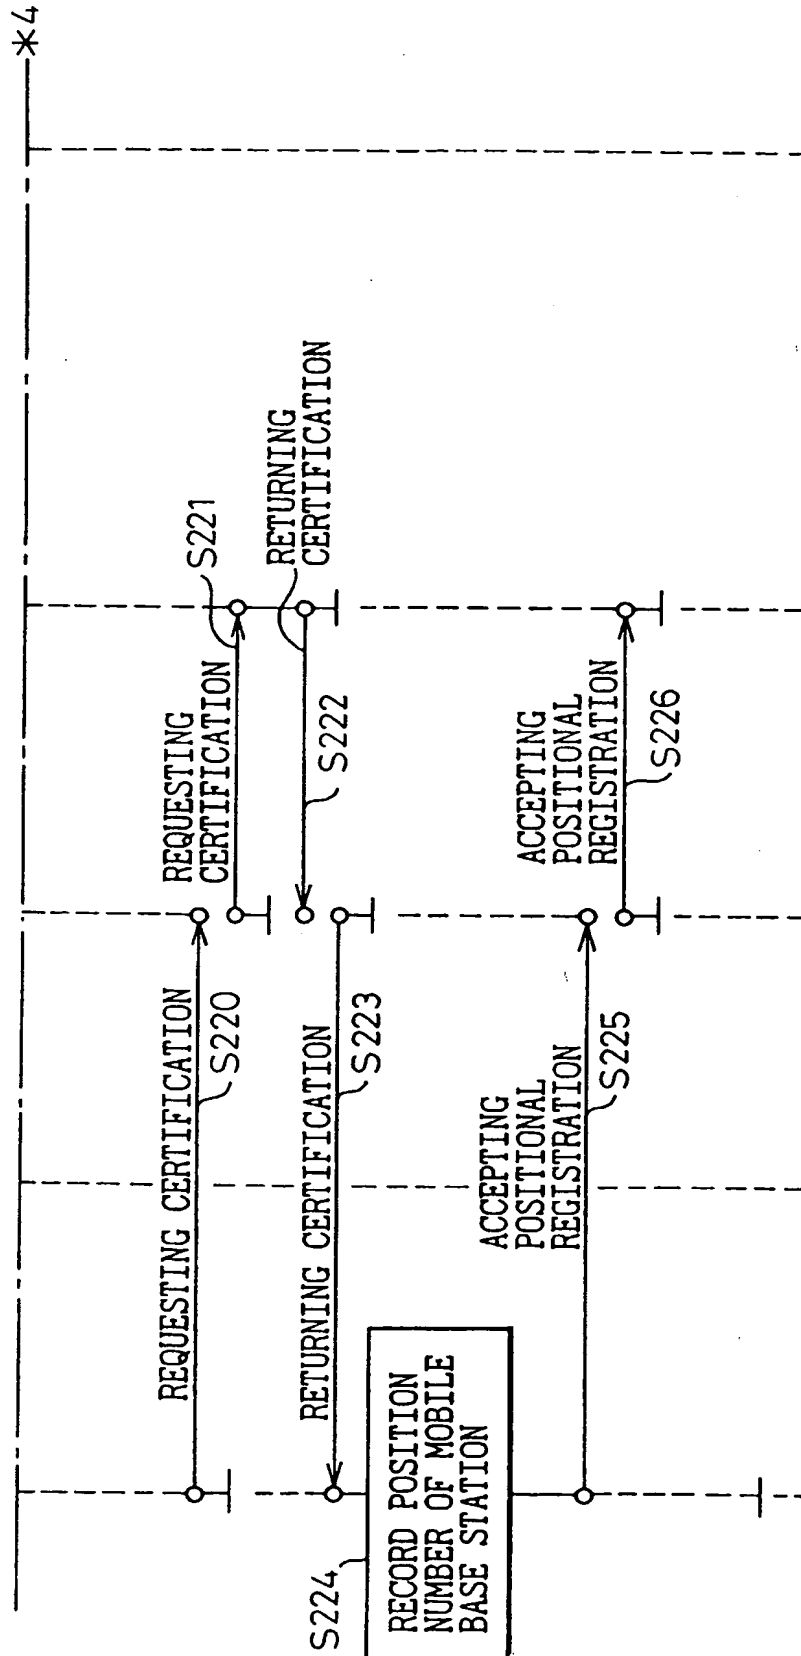 *4
REQUESTING CERTIFICATION
S220
REQUESTING
CERTIFICATION
S221
RETURNING
CERTIFICATION
S222
RETURNING CERTIFICATION
S223
S224
RECORD POSITION
NUMBER OF MOBILE
BASE STATION
ACCEPTING
POSITIONAL
REGISTRATION
S225
ACCEPTING
POSITIONAL
REGISTRATION
S226